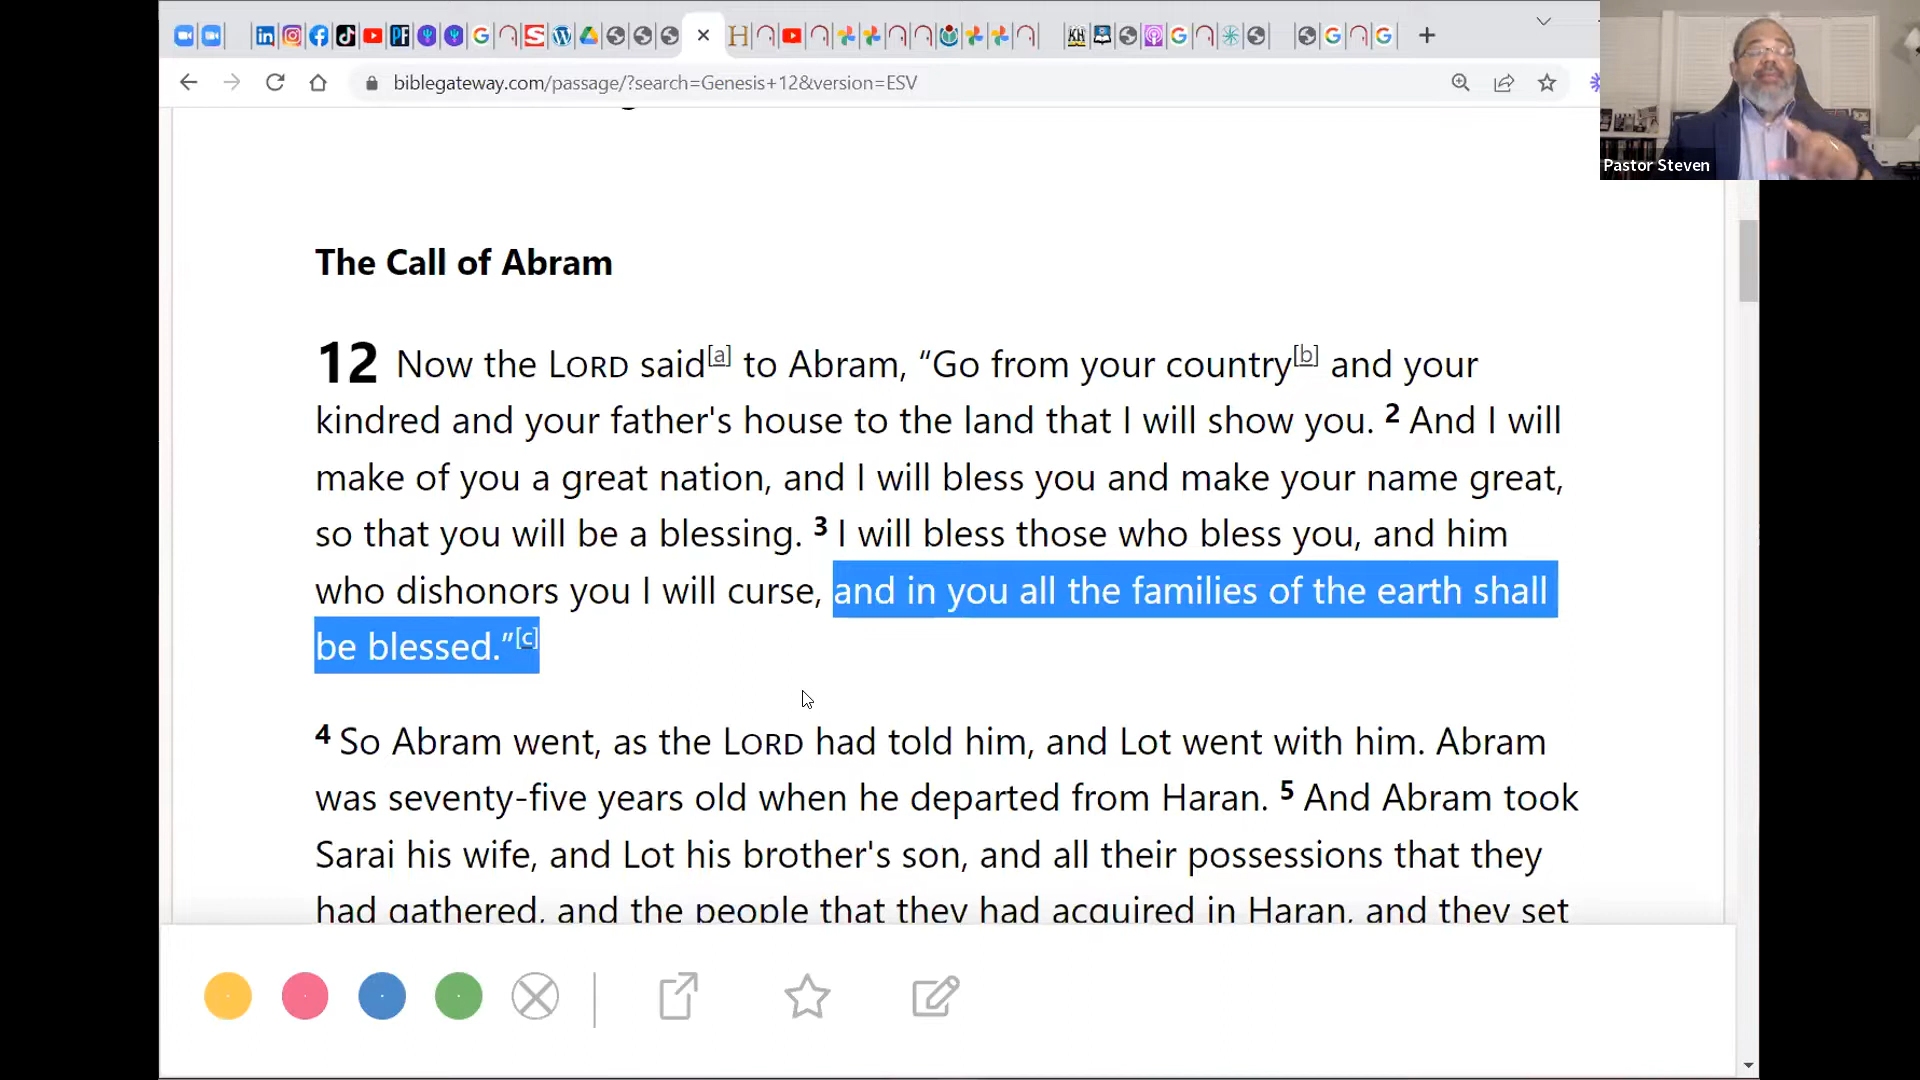 biblegateway.com/passage/?search=Genesis+12&version=ESV
Pastor Steven
The Call of Abram
12 Now the LORD said[a] to Abram, “Go from your country[b] and your
kindred and your father's house to the land that I will show you. 2 And I will
make of you a great nation, and I will bless you and make your name great,
so that you will be a blessing. 3 I will bless those who bless you, and him
who dishonors you I will curse, and in you all the families of the earth shall
be blessed.”[c]
4 So Abram went, as the LORD had told him, and Lot went with him. Abram
was seventy-five years old when he departed from Haran. 5 And Abram took
Sarai his wife, and Lot his brother's son, and all their possessions that they
had gathered, and the people that they had acquired in Haran, and they set